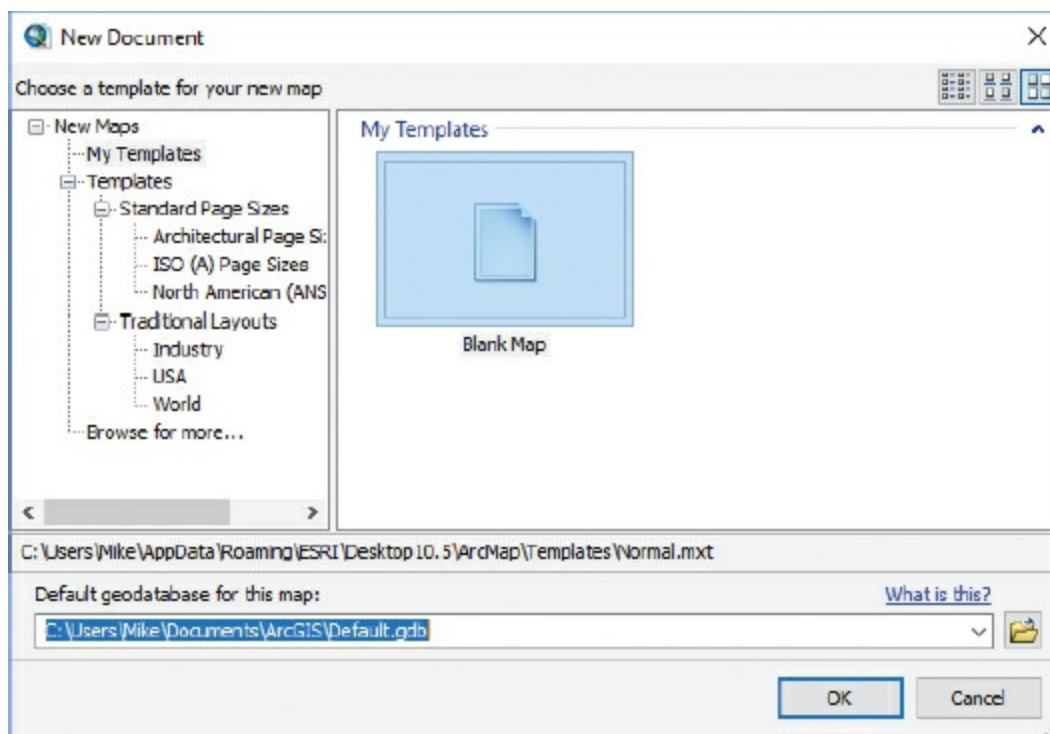 New Document
Choose a template for your new map
New Maps
My Templates
Templates
Standard Page Sizes
Architectural Page Si
ISO (A) Page Sizes
North American (ANS
Traditional Layouts
Industry
USA
World
Browse for more...
My Templates
Blank Map
C:\Users\Mike\AppData\Roaming\ESRI\Desktop10.5\ArcMap\Templates\Normal.mxt
Default geodatabase for this map:
What is this?
C:\Users\Mike\Documents\ArcGIS\Default.gdb
OK
Cancel